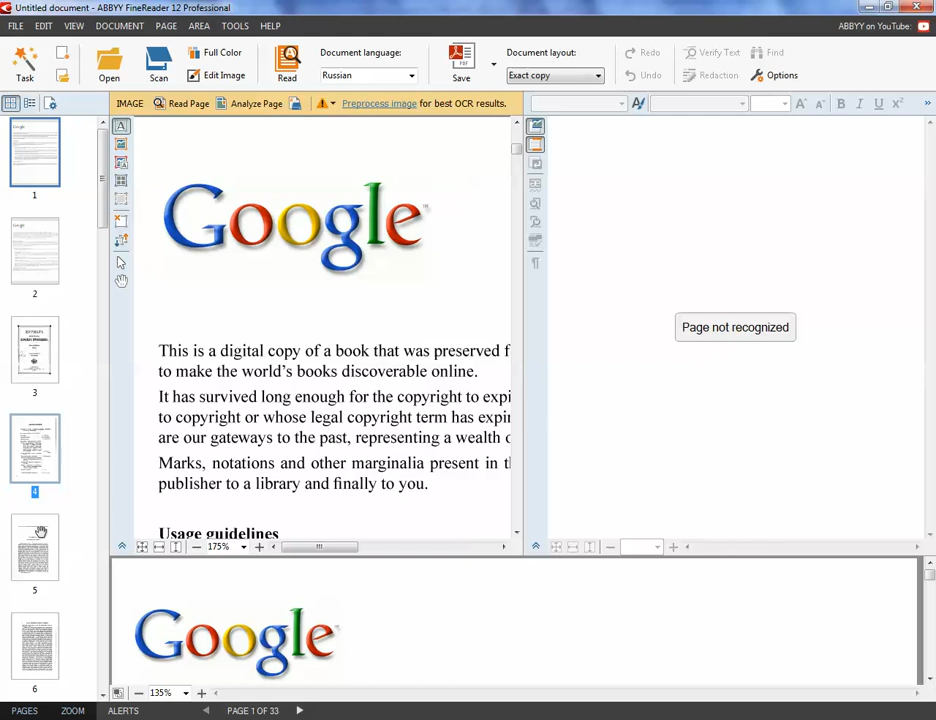 Untitled document - ABBYY FineReader 12 Professional
FILE EDIT VIEW DOCUMENT PAGE AREA TOOLS HELP
ABBYY on YouTube:
Task
Open
Scan
Full Color
Edit Image
Read
Document language:
Russian
Save
Document layout:
Exact copy
Redo
Undo
Verify Text
Redaction
Find
Options
IMAGE Read Page Analyze Page Preprocess image for best OCR results.
B I U X²
1
2
3
4
5
6
Google™
This is a digital copy of a book that was preserved f
to make the world's books discoverable online.
It has survived long enough for the copyright to expi
to copyright or whose legal copyright term has expir
are our gateways to the past, representing a wealth o
Marks, notations and other marginalia present in th
publisher to a library and finally to you.
Usage guidelines
175%
Page not recognized
Google
135%
PAGES ZOOM ALERTS PAGE 1 OF 33